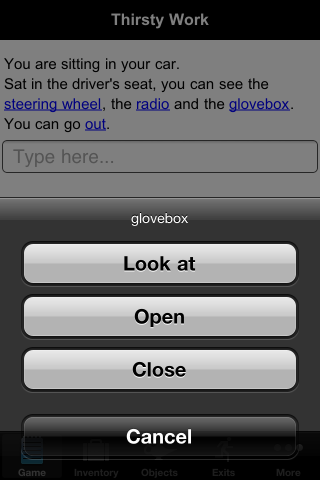 Thirsty Work
You are sitting in your car.
Sat in the driver's seat, you can see the
steering wheel, the radio and the glovebox.
You can go out.
Type here...
glovebox
Look at
Open
Close
Cancel
Game Inventory Objects Exits More